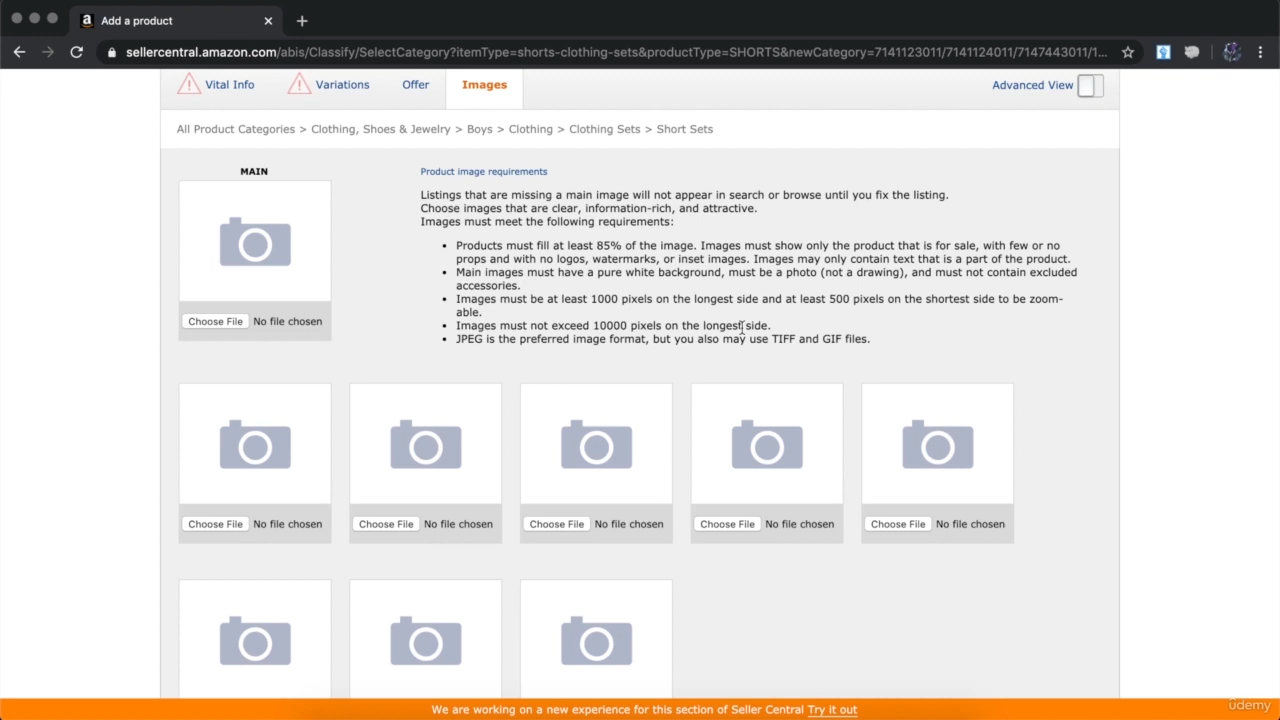 Add a product
sellercentral.amazon.com/abis/Classify/SelectCategory?itemType=shorts-clothing-sets&productType=SHORTS&newCategory=7141123011/7141124011/7147443011/1...
Vital Info Variations Offer Images Advanced View
All Product Categories > Clothing, Shoes & Jewelry > Boys > Clothing > Clothing Sets > Short Sets
MAIN
Choose File No file chosen
Product image requirements
Listings that are missing a main image will not appear in search or browse until you fix the listing.
Choose images that are clear, information-rich, and attractive.
Images must meet the following requirements:
• Products must fill at least 85% of the image. Images must show only the product that is for sale, with few or no
props and with no logos, watermarks, or inset images. Images may only contain text that is a part of the product.
• Main images must have a pure white background, must be a photo (not a drawing), and must not contain excluded
accessories.
• Images must be at least 1000 pixels on the longest side and at least 500 pixels on the shortest side to be zoom-
able.
• Images must not exceed 10000 pixels on the longest side.
• JPEG is the preferred image format, but you also may use TIFF and GIF files.
Choose File No file chosen Choose File No file chosen Choose File No file chosen Choose File No file chosen Choose File No file chosen
We are working on a new experience for this section of Seller Central Try it out
ûdemy